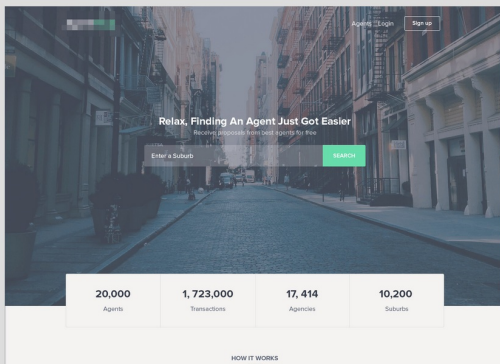 Agents Login Sign up
Relax, Finding An Agent Just Got Easier
Receive proposals from best agents for free
Enter a Suburb SEARCH
20,000 1, 723,000 17, 414 10,200
Agents Transactions Agencies Suburbs
HOW IT WORKS